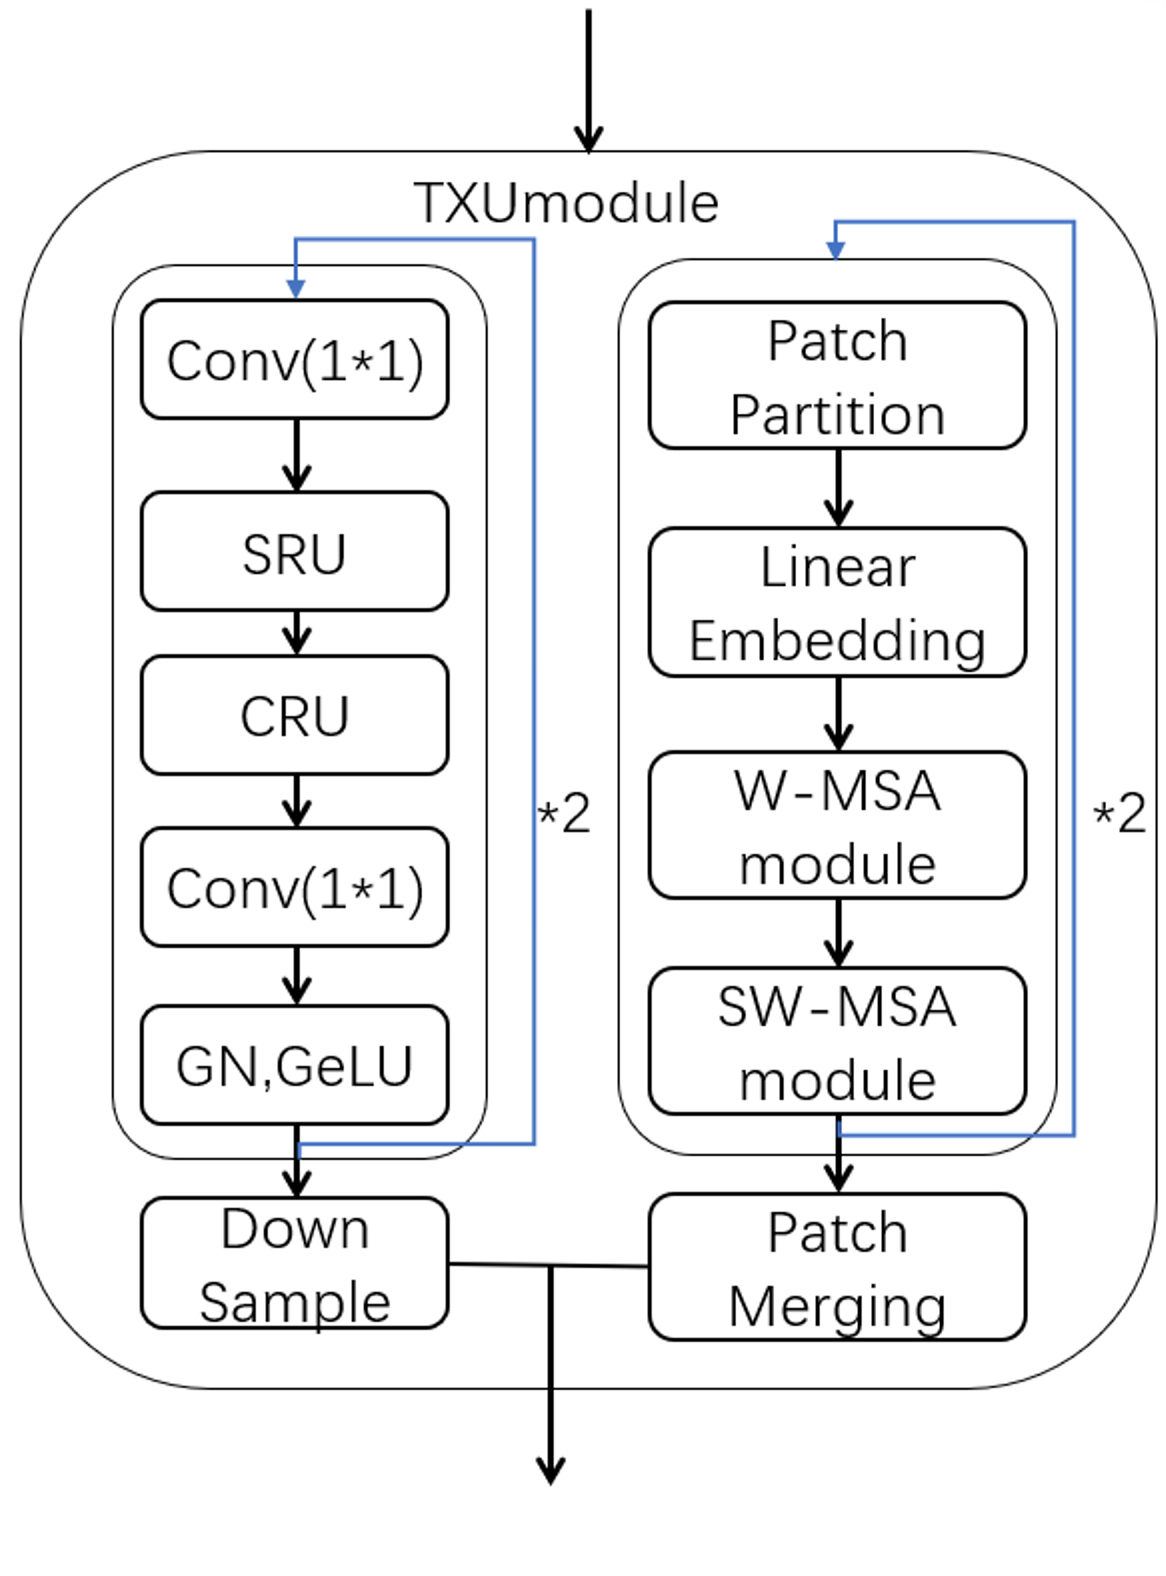 TXUmodule
Conv(1*1)
SRU
CRU
Conv(1*1)
GN,GeLU
*2
Down
Sample
Patch
Partition
Linear
Embedding
W-MSA
module
SW-MSA
module
*2
Patch
Merging